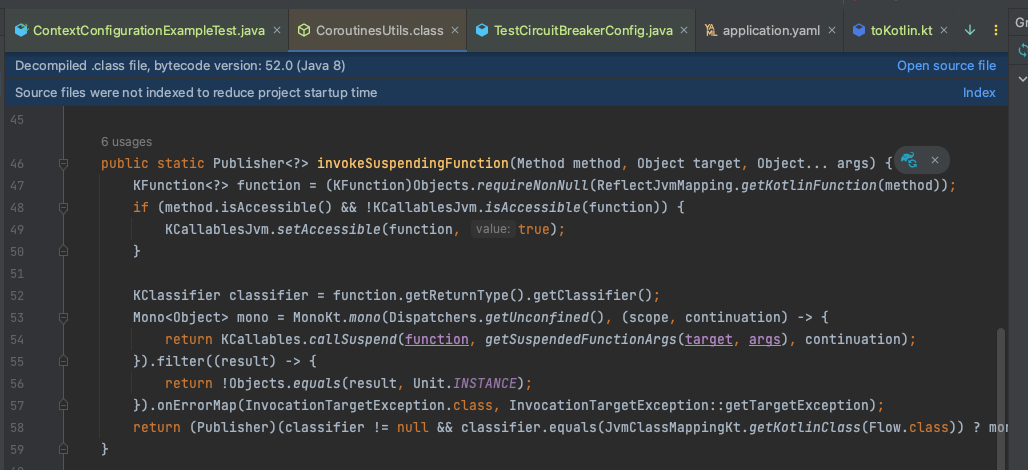 ContextConfigurationExampleTest.java × CoroutinesUtils.class × TestCircuitBreakerConfig.java × application.yaml × toKotlin.kt ×
Decompiled .class file, bytecode version: 52.0 (Java 8) Open source file
Source files were not indexed to reduce project startup time Index
45
6 usages
46 public static Publisher<?> invokeSuspendingFunction(Method method, Object target, Object... args) {
47 KFunction<?> function = (KFunction)Objects.requireNonNull(ReflectJvmMapping.getKotlinFunction(method));
48 if (method.isAccessible() && !KCallablesJvm.isAccessible(function)) {
49 KCallablesJvm.setAccessible(function, value: true);
50 }
51
52 KClassifier classifier = function.getReturnType().getClassifier();
53 Mono<Object> mono = MonoKt.mono(Dispatchers.getUnconfined(), (scope, continuation) -> {
54 return KCallables.callSuspend(function, getSuspendedFunctionArgs(target, args), continuation);
55 }).filter((result) -> {
56 return !Objects.equals(result, Unit.INSTANCE);
57 }).onErrorMap(InvocationTargetException.class, InvocationTargetException::getTargetException);
58 return (Publisher)(classifier != null && classifier.equals(JvmClassMappingKt.getKotlinClass(Flow.class)) ? mo
59 }